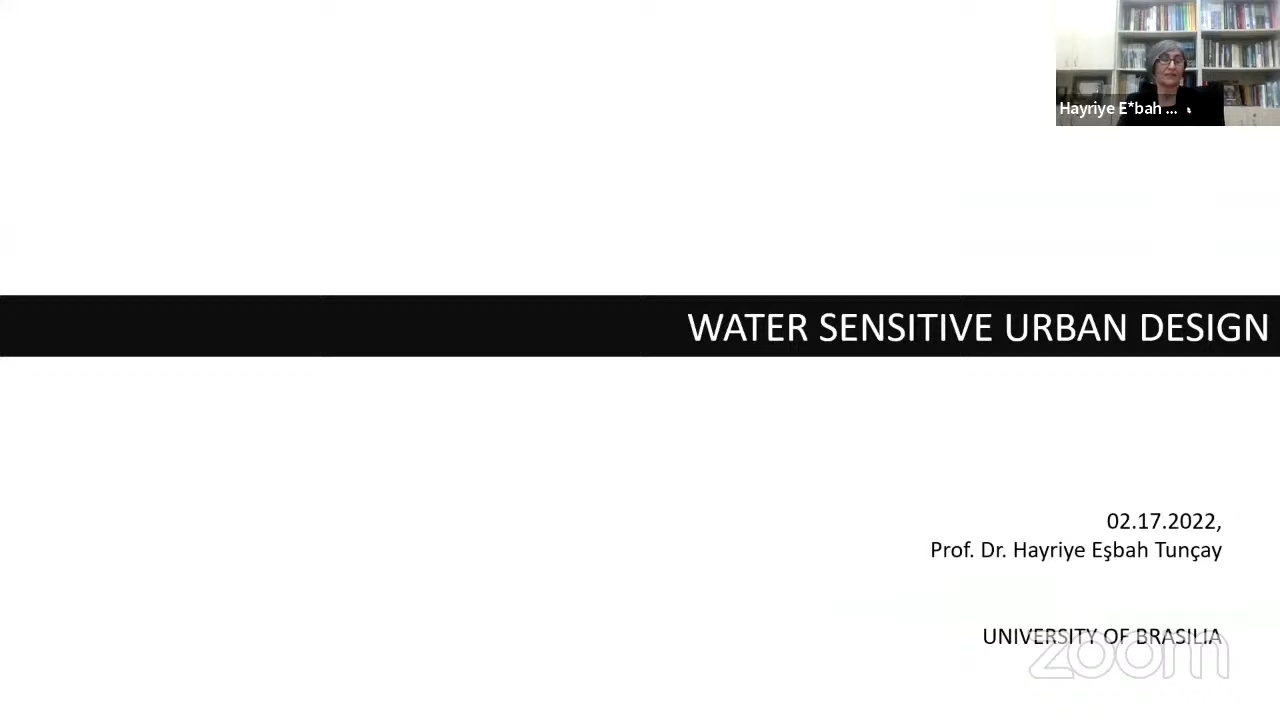 Hayriye E*bah ...
WATER SENSITIVE URBAN DESIGN
02.17.2022,
Prof. Dr. Hayriye Eşbah Tunçay
UNIVERSITY OF BRASILIA
zoom